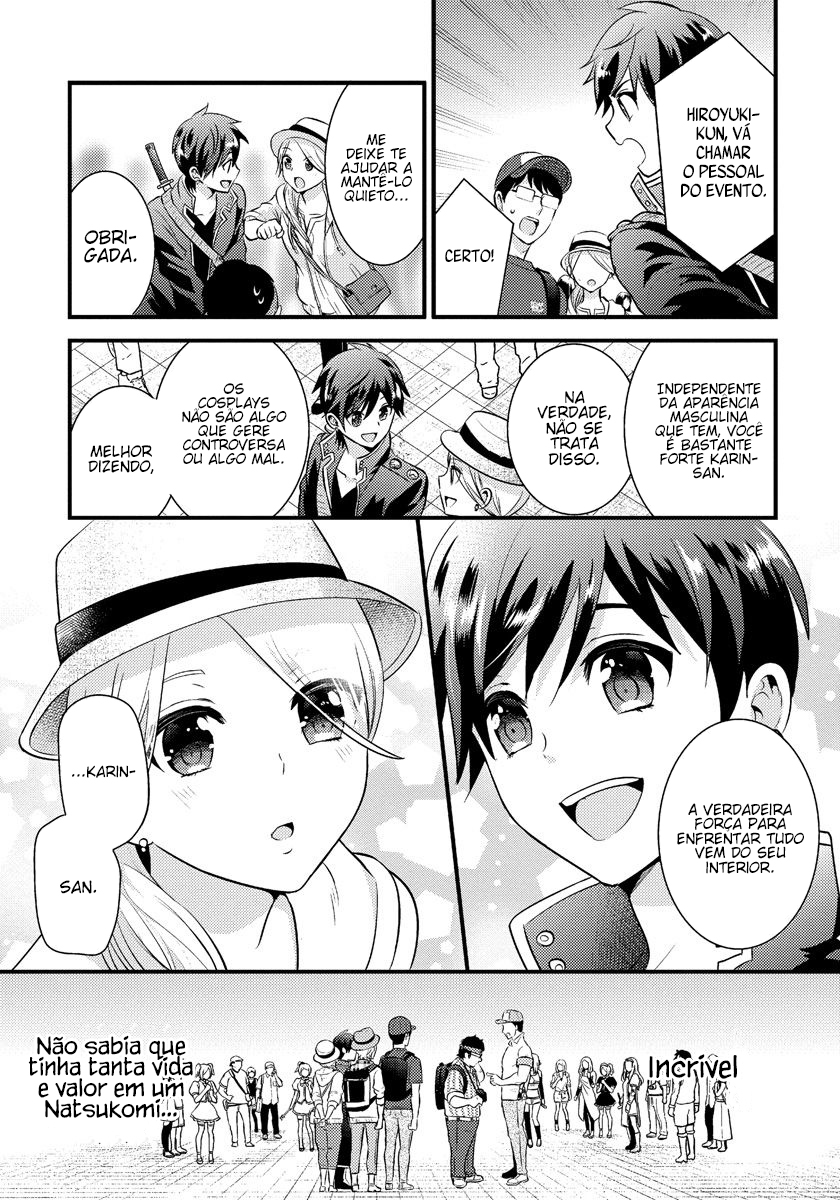 HIROYUKI-
KUN, VÁ
CHAMAR
O PESSOAL
DO EVENTO.
CERTO!
ME
DEIXE TE
AJUDAR A
MANTÊ-LO
QUIETO...
OBRI-
GADA.
INDEPENDENTE
DA APARÊNCIA
MASCULINA
QUE TEM, VOCÊ
É BASTANTE
FORTE KARIN-
SAN.
NA
VERDADE,
NÃO SE
TRATA
DISSO.
OS
COSPLAYS
NÃO SÃO ALGO
QUE GERE
CONTROVERSA
OU ALGO MAL.
MELHOR
DIZENDO,
A VERDADEIRA
FORÇA PARA
ENFRENTAR TUDO
VEM DO SEU
INTERIOR.
...KARIN-
SAN.
Incrível
Não sabia que
tinha tanta vida
e valor em um
Natsukomi...